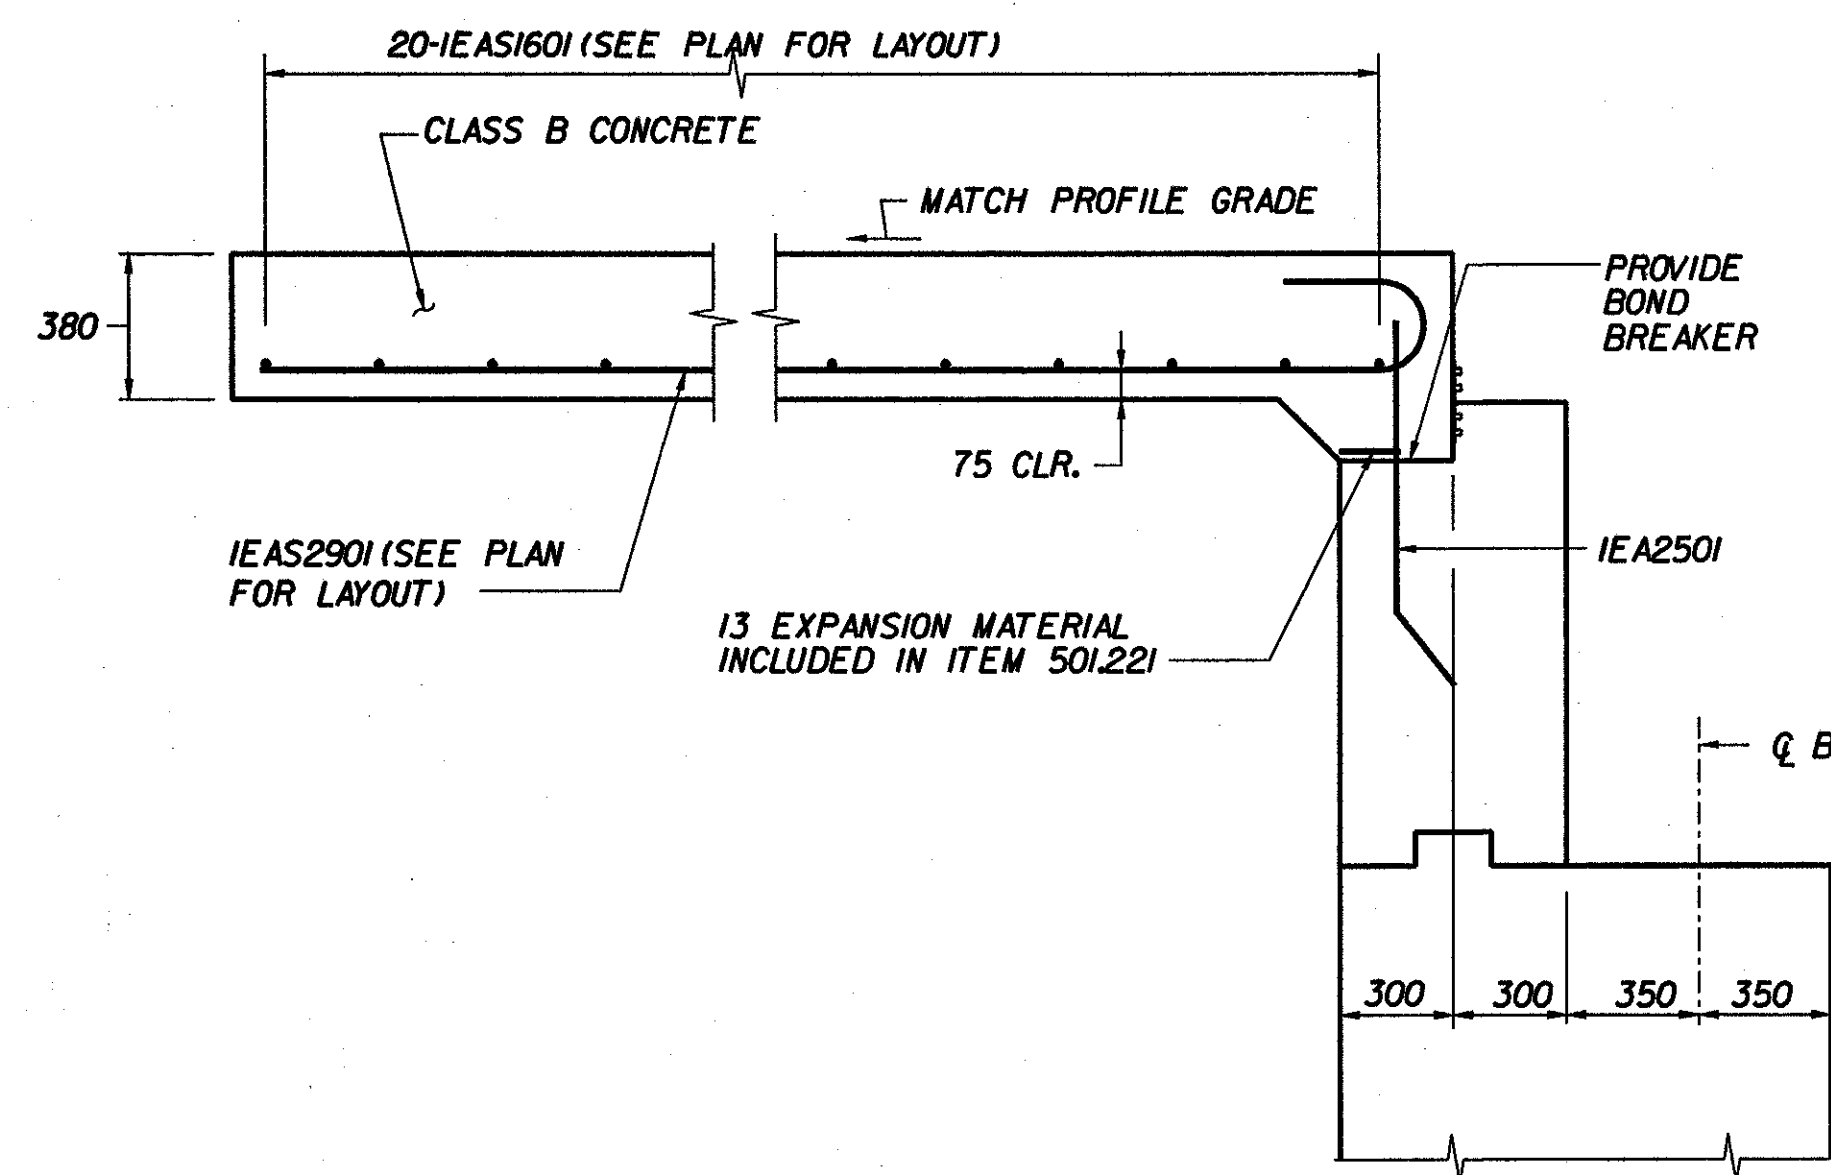 20-1EAS1601 (SEE PLAN FOR LAYOUT)
CLASS B CONCRETE
MATCH PROFILE GRADE
PROVIDE
BOND
BREAKER
380
75 CLR.
1EAS2901 (SEE PLAN
FOR LAYOUT)
1EA2501
13 EXPANSION MATERIAL
INCLUDED IN ITEM 501.221
℄ B
300 300 350 350